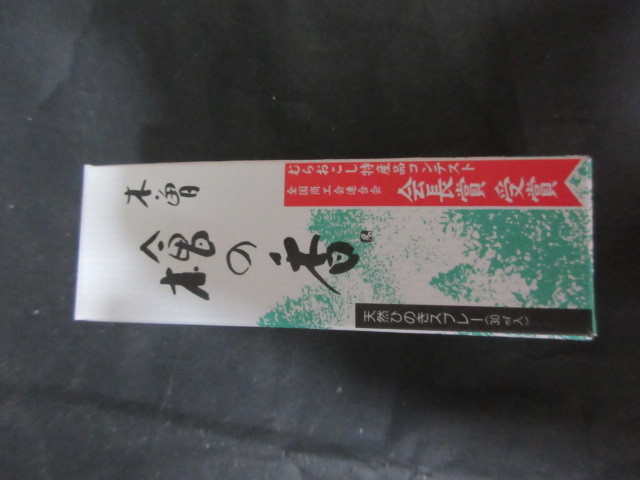 むらおこし特産品コンテスト
全国商工会連合会
会長賞 受賞
木曽
檜の香
天然ひのきスプレー(30㎖入)